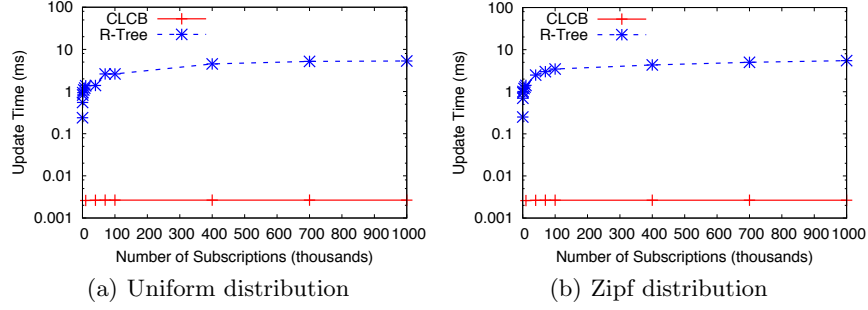 CLCB
R-Tree
100
10
1
0.1
0.01
0.001
Update Time (ms)
0 100 200 300 400 500 600 700 800 900 1000
Number of Subscriptions (thousands)
(a) Uniform distribution
CLCB
R-Tree
100
10
1
0.1
0.01
0.001
Update Time (ms)
0 100 200 300 400 500 600 700 800 900 1000
Number of Subscriptions (thousands)
(b) Zipf distribution